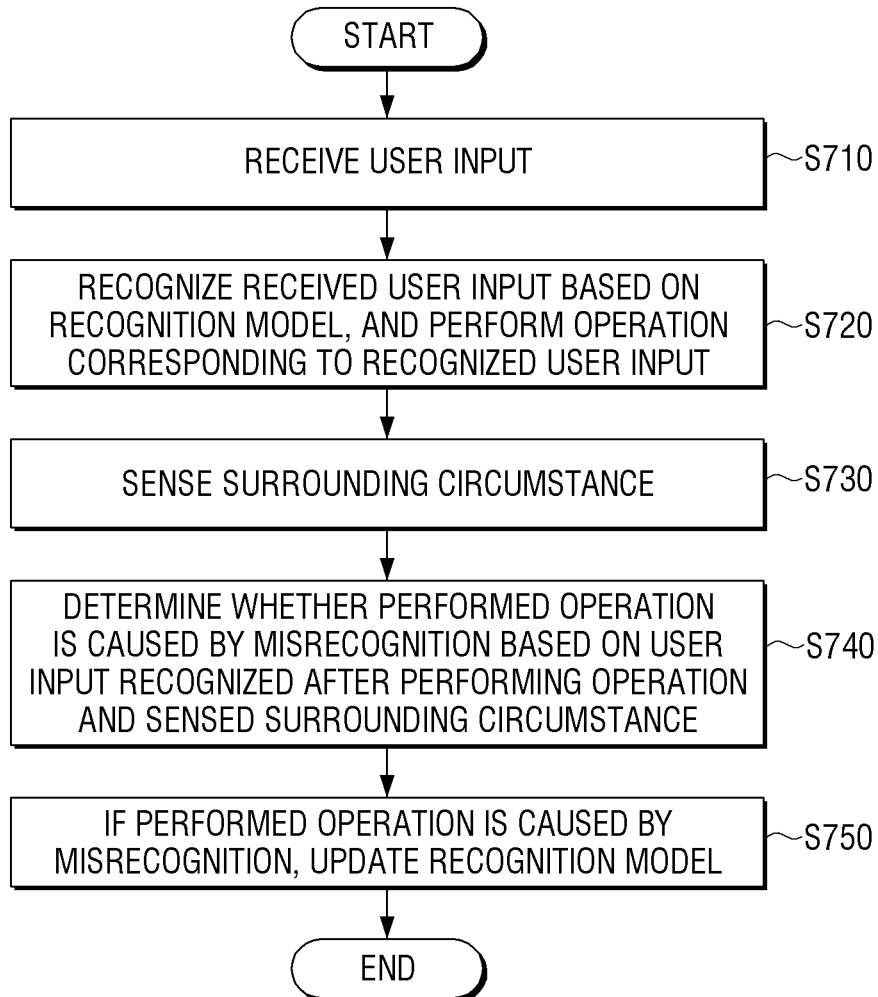 START
RECEIVE USER INPUT
S710
RECOGNIZE RECEIVED USER INPUT BASED ON
RECOGNITION MODEL, AND PERFORM OPERATION
CORRESPONDING TO RECOGNIZED USER INPUT
S720
SENSE SURROUNDING CIRCUMSTANCE
S730
DETERMINE WHETHER PERFORMED OPERATION
IS CAUSED BY MISRECOGNITION BASED ON USER
INPUT RECOGNIZED AFTER PERFORMING OPERATION
AND SENSED SURROUNDING CIRCUMSTANCE
S740
IF PERFORMED OPERATION IS CAUSED BY
MISRECOGNITION, UPDATE RECOGNITION MODEL
S750
END